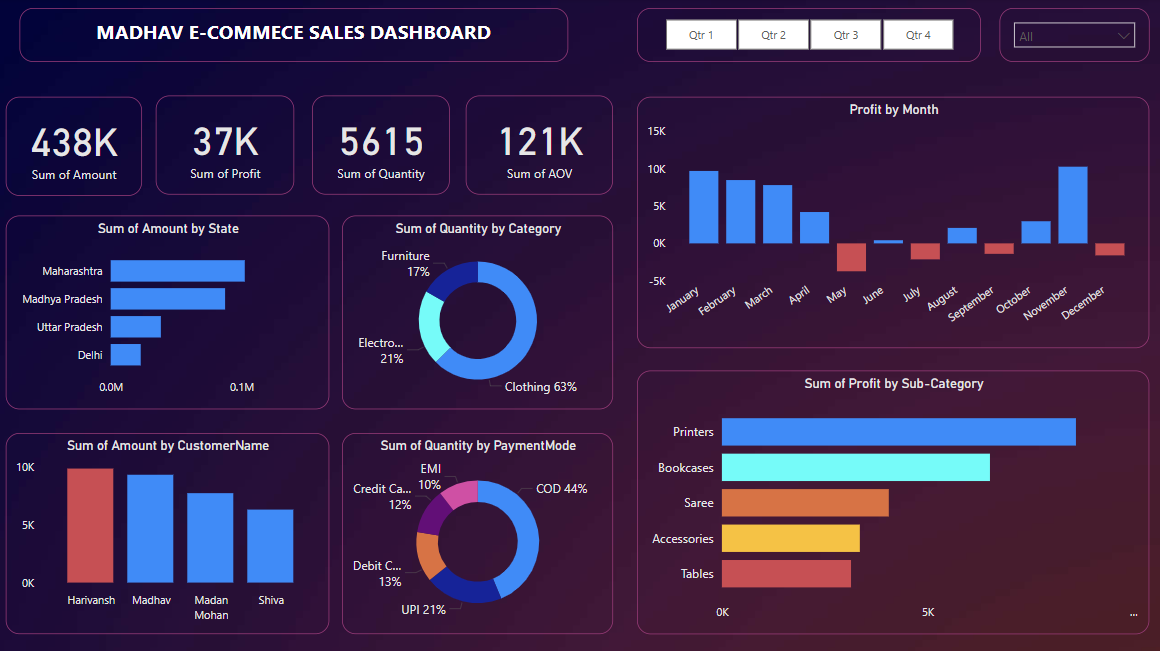 MADHAV E-COMMECE SALES DASHBOARD
Qtr 1
Qtr 2
Qtr 3
Qtr 4
All
438K
Sum of Amount
37K
Sum of Profit
5615
Sum of Quantity
121K
Sum of AOV
Profit by Month
15K
10K
5K
0K
-5K
January
February
March
April
May
June
July
August
September
October
November
December
Sum of Amount by State
Maharashtra
Madhya Pradesh
Uttar Pradesh
Delhi
0.0M
0.1M
Sum of Quantity by Category
Furniture
17%
Electro...
21%
Clothing 63%
Sum of Profit by Sub-Category
Printers
Bookcases
Saree
Accessories
Tables
0K
5K
...
Sum of Amount by CustomerName
10K
5K
0K
Harivansh
Madhav
Madan
Mohan
Shiva
Sum of Quantity by PaymentMode
EMI
10%
Credit Ca...
12%
Debit C...
13%
UPI 21%
COD 44%